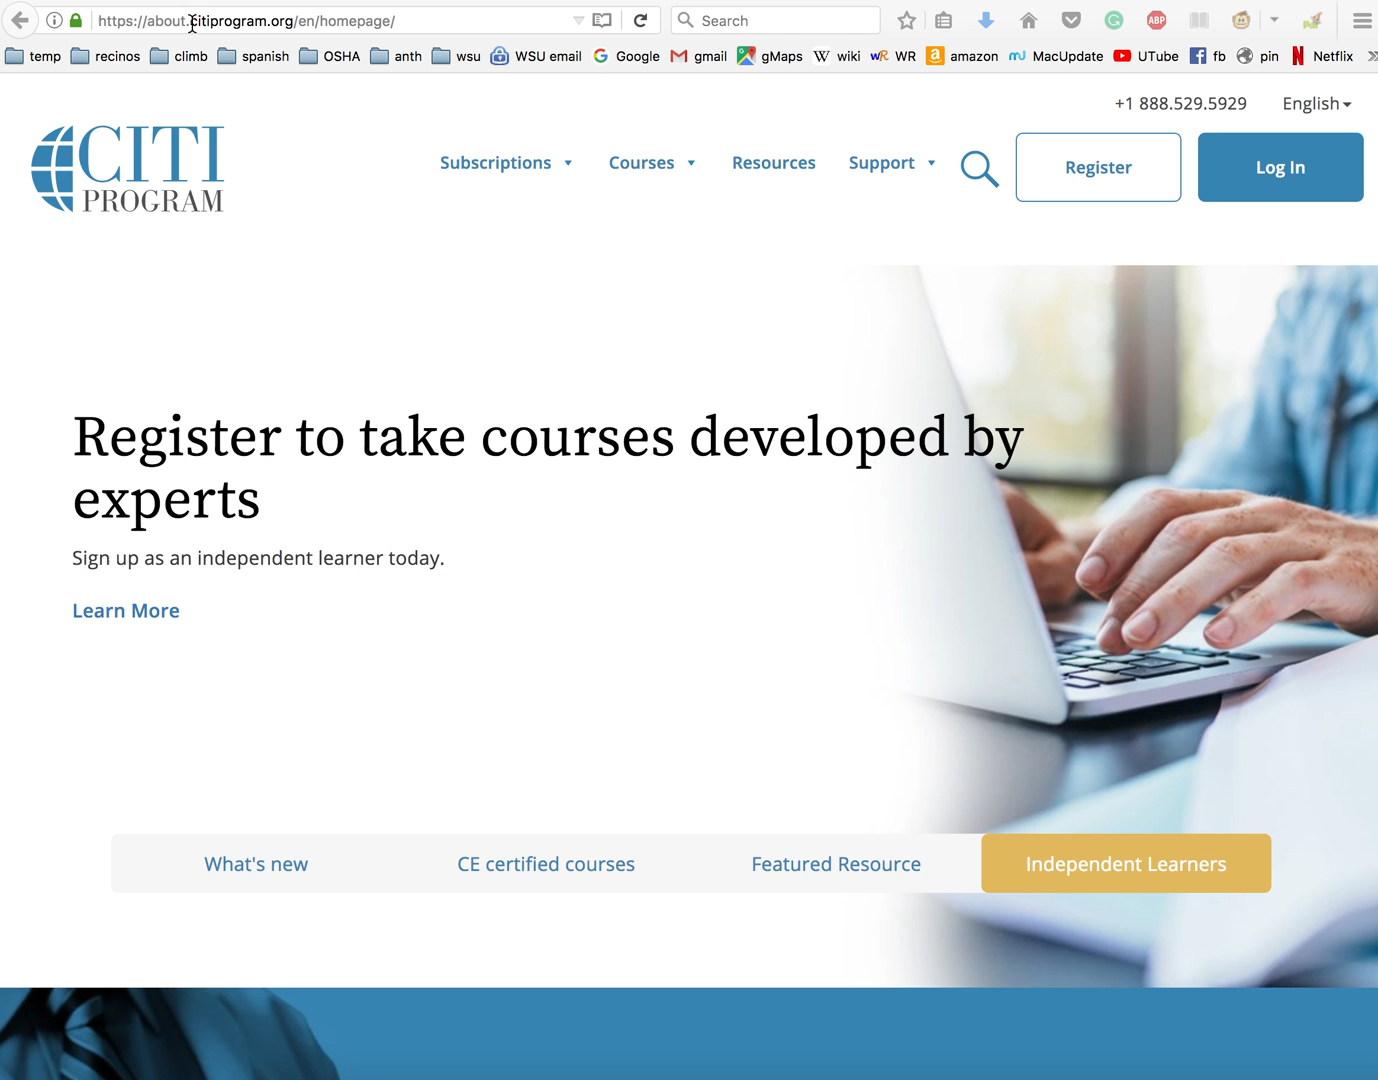 https://about.citiprogram.org/en/homepage/
Search
ABP
temp recinos climb spanish OSHA anth wsu WSU email Google gmail gMaps wiki WR amazon MacUpdate UTube fb pin Netflix
+1 888.529.5929 English
CITI
PROGRAM
Subscriptions Courses Resources Support Register Log In
Register to take courses developed by
experts
Sign up as an independent learner today.
Learn More
What's new CE certified courses Featured Resource Independent Learners